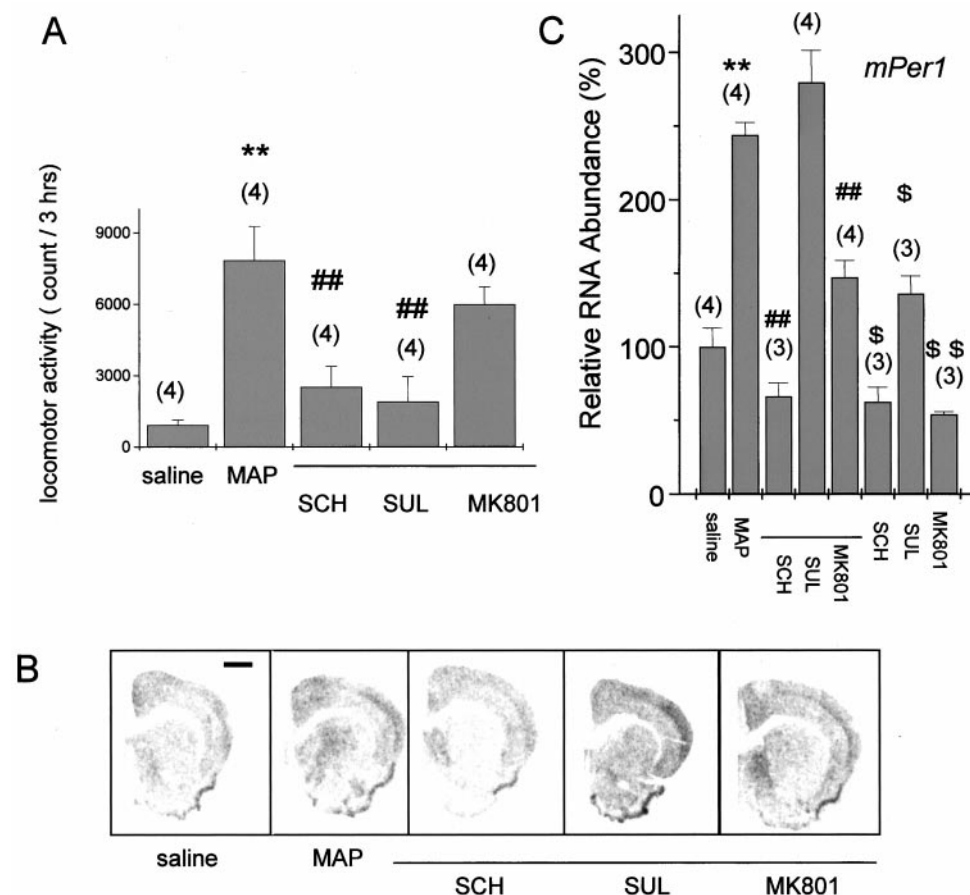 A
locomotor activity ( count / 3 hrs)
9000
6000
3000
0
(4)
**
(4)
##
(4)
##
(4)
(4)
saline
MAP
SCH
SUL
MK801
C
mPer1
Relative RNA Abundance (%)
300
200
100
0
(4)
**
(4)
##
(3)
(4)
##
(4)
$
(3)
$
(3)
$ $
(3)
saline
MAP
SCH
SUL
MK801
SCH
SUL
MK801
B
saline
MAP
SCH
SUL
MK801